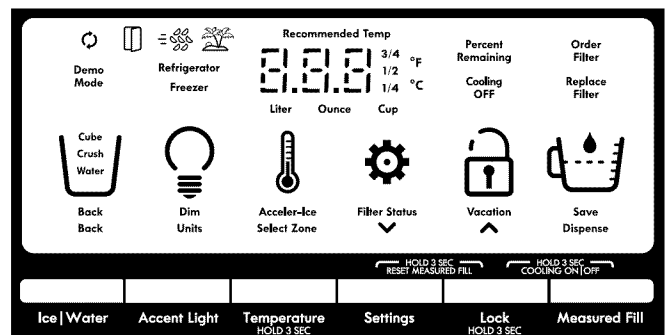 Recommended Temp
Demo
Mode
Refrigerator
Freezer
8.8.8
3/4
1/2
1/4
°F
°C
Liter Ounce Cup
Percent
Remaining
Cooling
OFF
Order
Filter
Replace
Filter
Cube
Crush
Water
Back
Back
Dim
Units
Acceler-Ice
Select Zone
Filter Status
Vacation
Save
Dispense
HOLD 3 SEC
RESET MEASURED FILL
HOLD 3 SEC
COOLING ON|OFF
Ice|Water
Accent Light
Temperature
HOLD 3 SEC
Settings
Lock
HOLD 3 SEC
Measured Fill